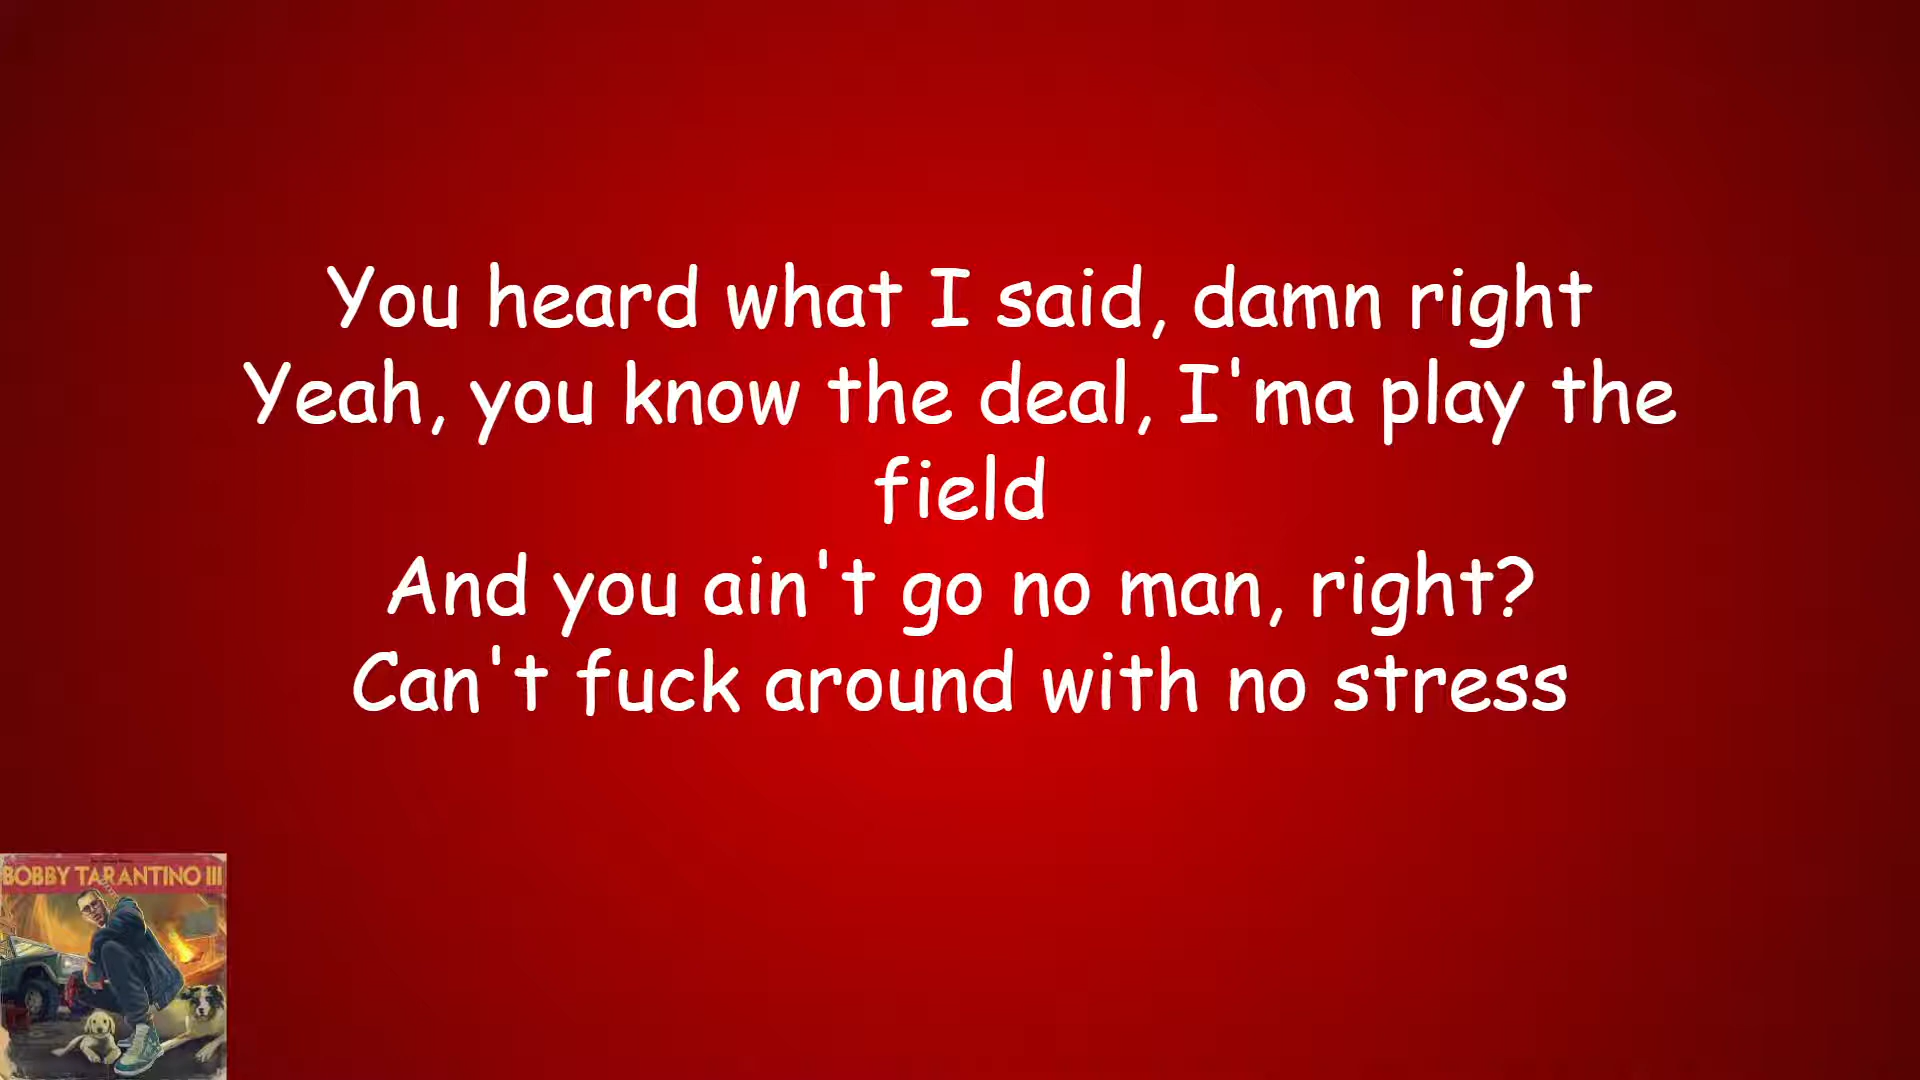 You heard what I said, damn right
Yeah, you know the deal, I'ma play the
field
And you ain't go no man, right?
Can't fuck around with no stress
BOBBY TARANTINO III